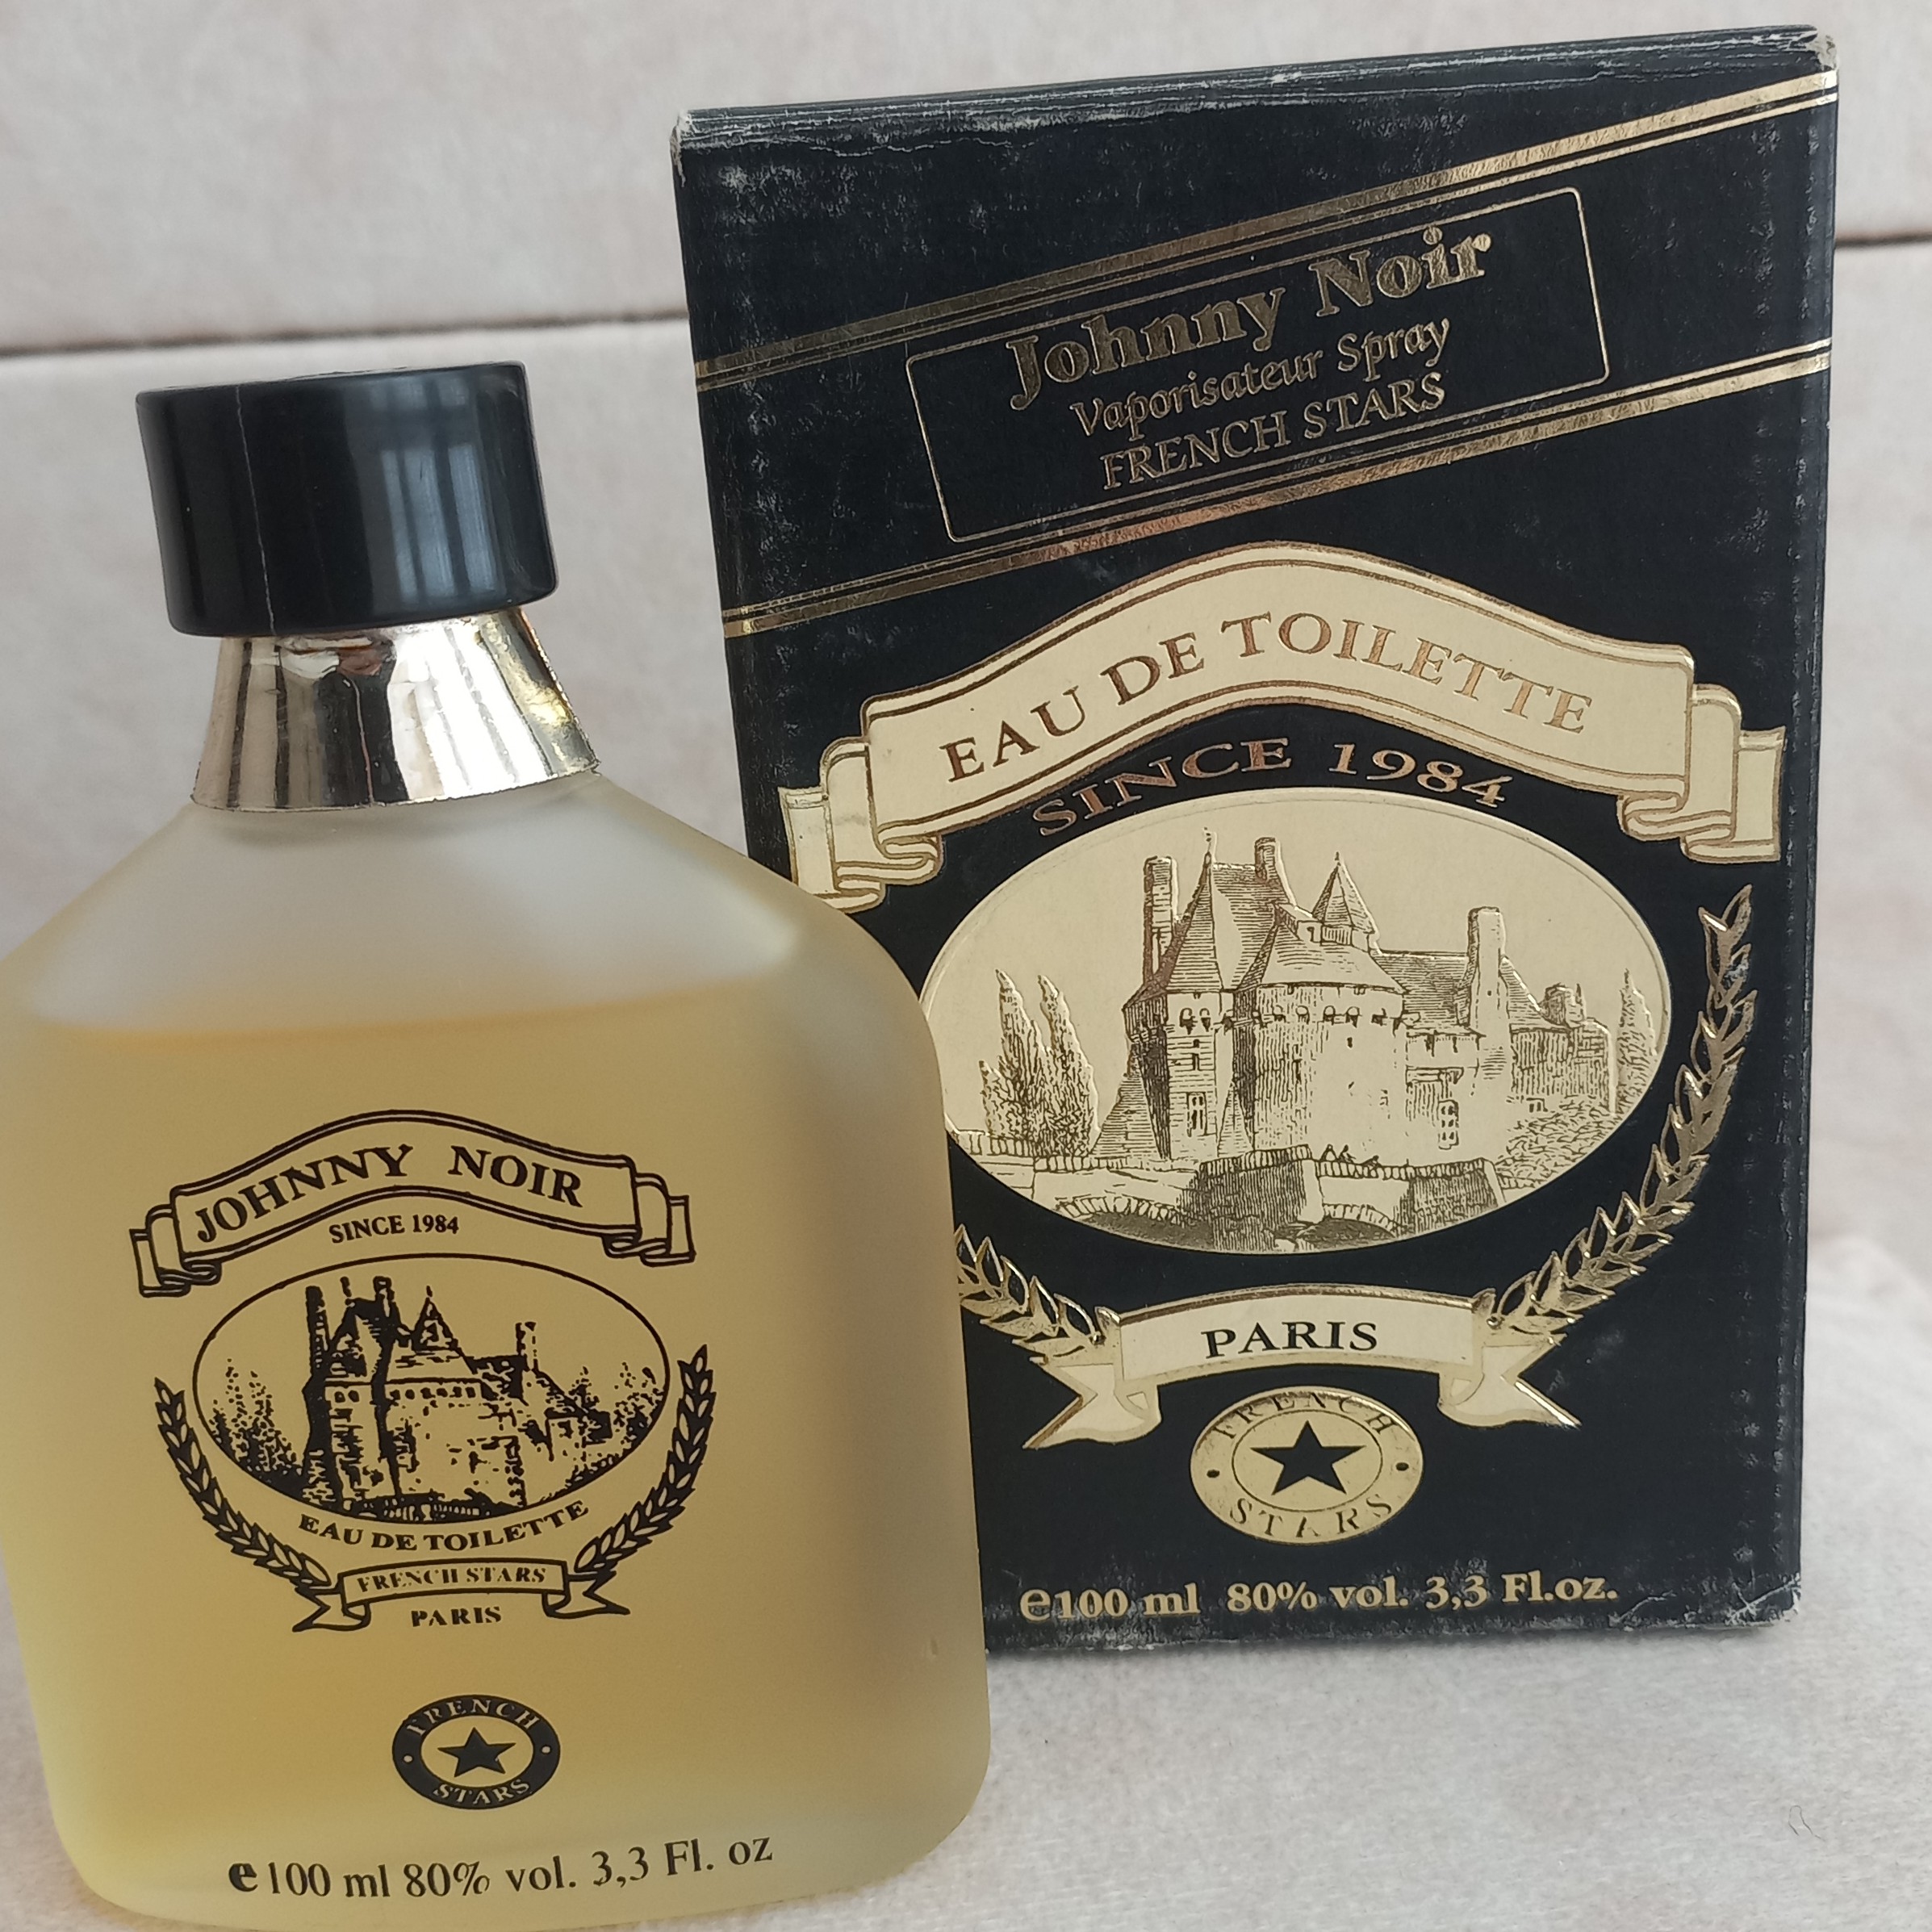 Johnny Noir
Vaporisateur Spray
FRENCH STARS
EAU DE TOILETTE
SINCE 1984
PARIS
FRENCH
STARS
e100 ml 80% vol. 3,3 Fl.oz.
JOHNNY NOIR
SINCE 1984
EAU DE TOILETTE
FRENCH STARS
PARIS
FRENCH
STARS
e100 ml 80% vol. 3,3 Fl. oz